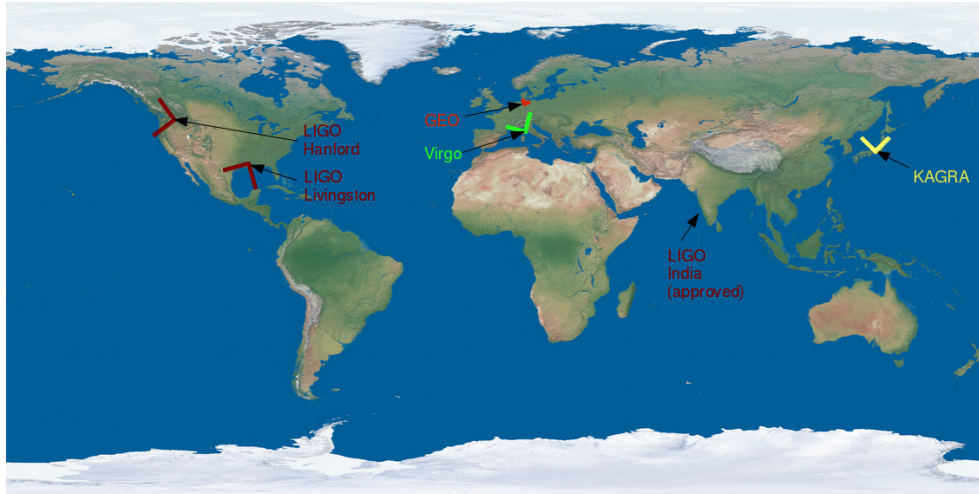 LIGO
Hanford
LIGO
Livingston
GEO
Virgo
KAGRA
LIGO
India
(approved)